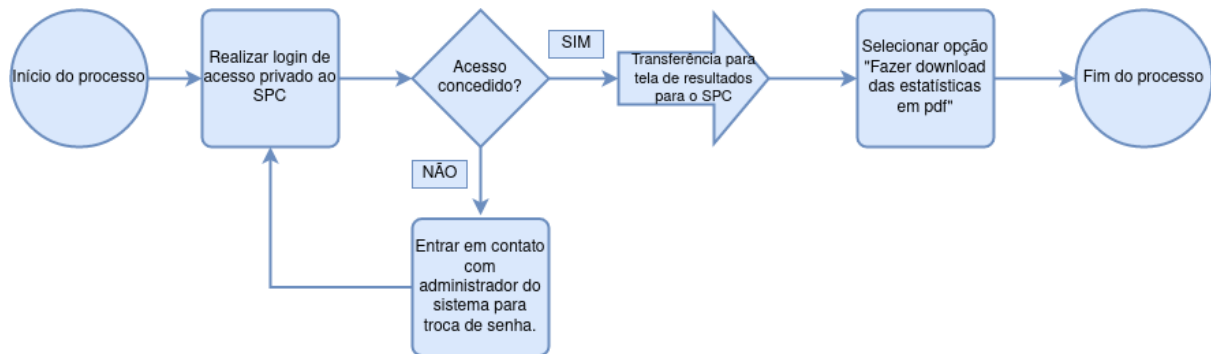 Início do processo
Realizar login de
acesso privado ao
SPC
Acesso
concedido?
SIM
Transferência para
tela de resultados
para o SPC
Selecionar opção
"Fazer download
das estatísticas
em pdf"
Fim do processo
NÃO
Entrar em contato
com
administrador do
sistema para
troca de senha.